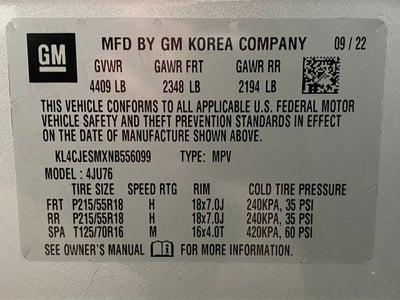 GM MFD BY GM KOREA COMPANY 09 / 22
GVWR GAWR FRT GAWR RR
4409 LB 2348 LB 2194 LB
THIS VEHICLE CONFORMS TO ALL APPLICABLE U.S. FEDERAL MOTOR
VEHICLE SAFETY AND THEFT PREVENTION STANDARDS IN EFFECT
ON THE DATE OF MANUFACTURE SHOWN ABOVE.
KL4CJESMXNB556099 TYPE: MPV
MODEL : 4JU76
TIRE SIZE SPEED RTG RIM COLD TIRE PRESSURE
FRT P215/55R18 H 18x7.0J 240KPA, 35 PSI
RR P215/55R18 H 18x7.0J 240KPA, 35 PSI
SPA T125/70R16 M 16x4.0T 420KPA, 60 PSI
SEE OWNER'S MANUAL FOR MORE INFORMATION.